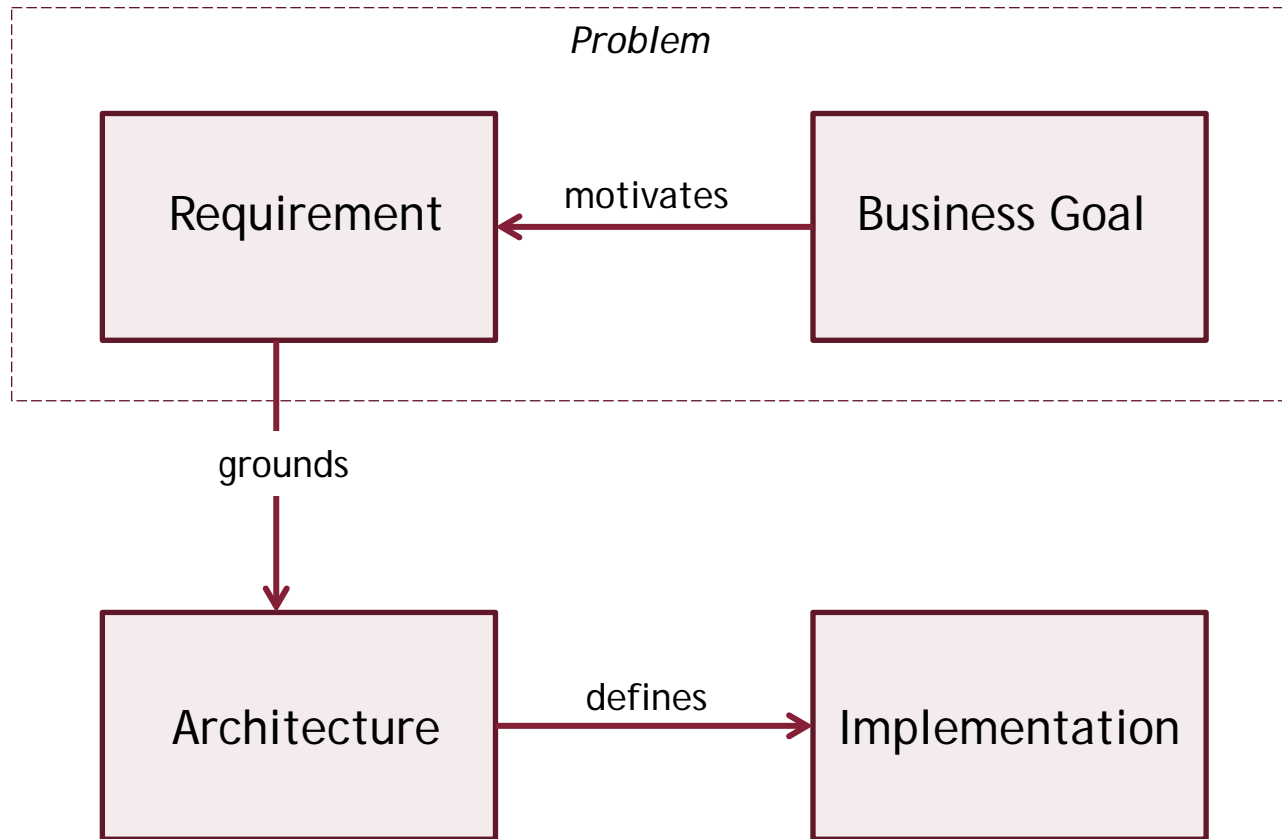 Problem
Requirement
motivates
Business Goal
grounds
Architecture
defines
Implementation